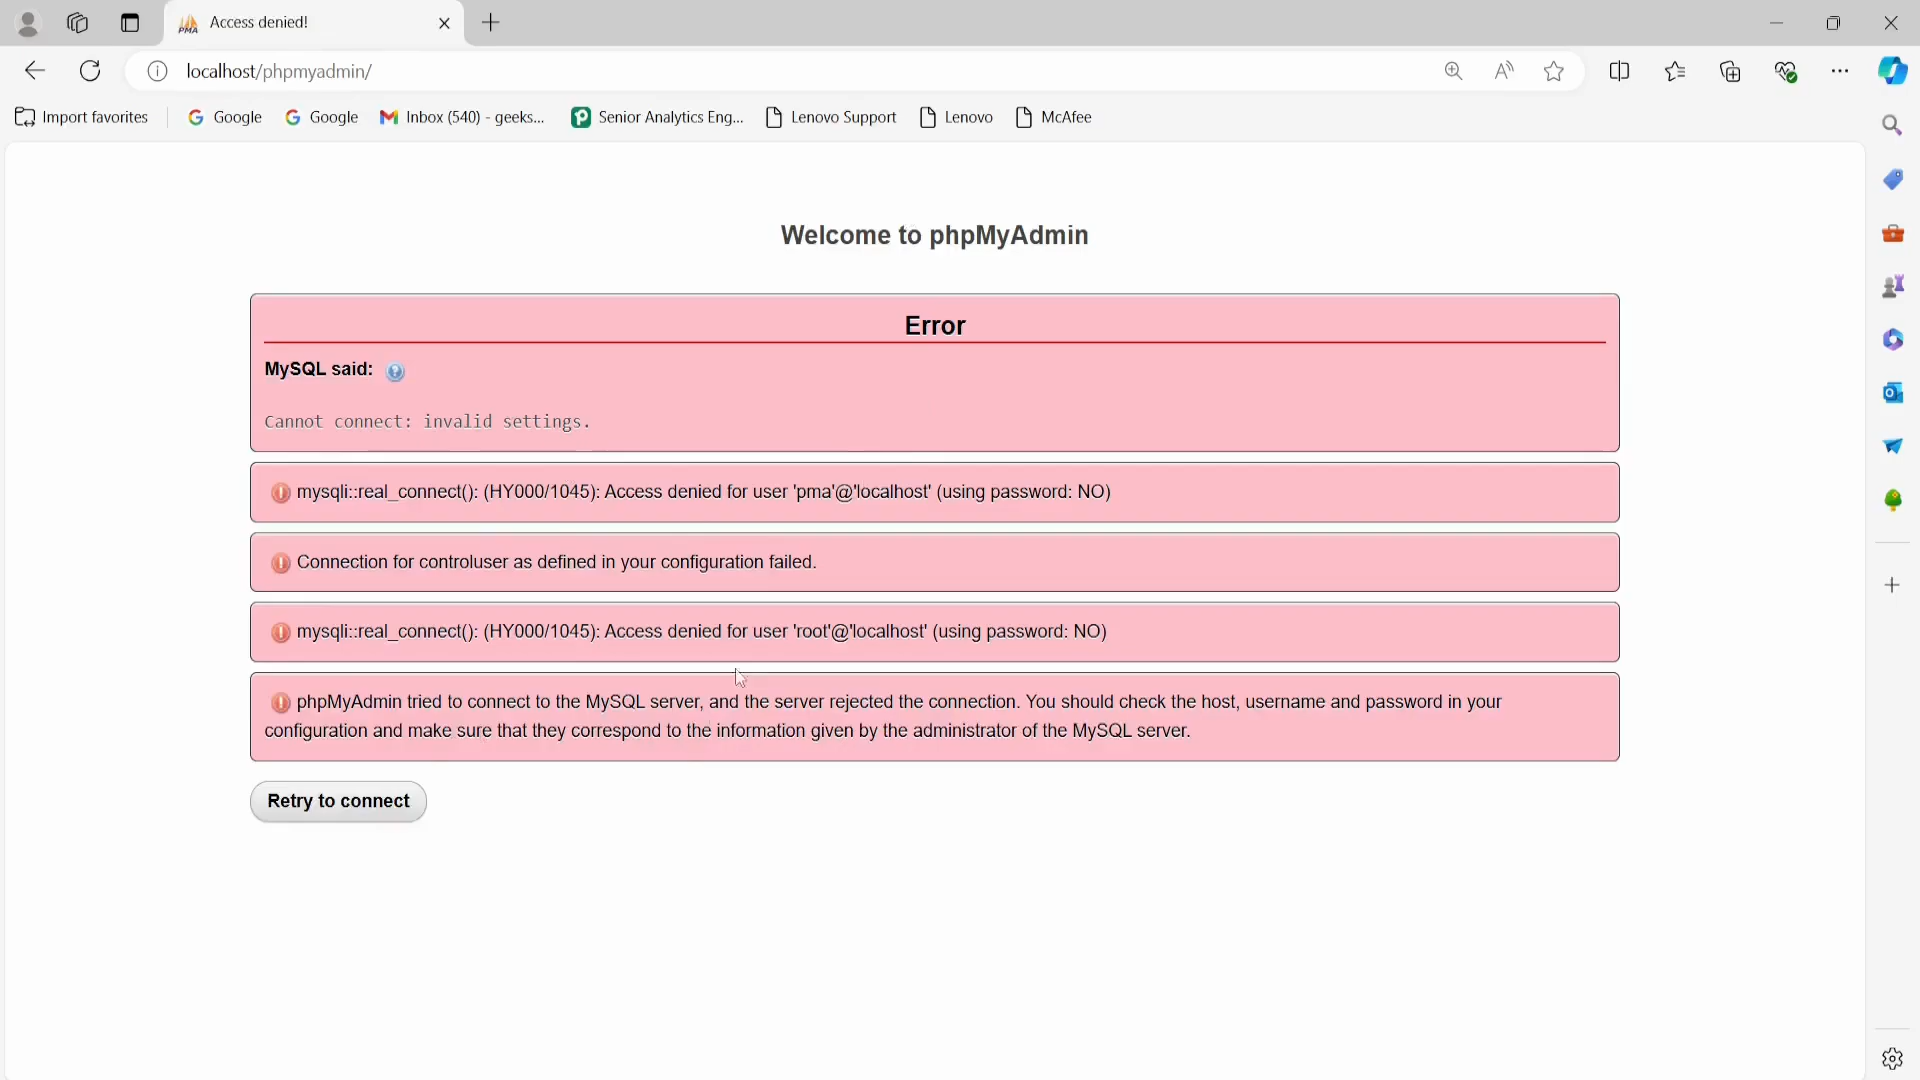 PMA Access denied!
localhost/phpmyadmin/
Import favorites Google Google Inbox (540) - geeks... Senior Analytics Eng... Lenovo Support Lenovo McAfee
Welcome to phpMyAdmin
Error
MySQL said:
Cannot connect: invalid settings.
mysqli::real_connect(): (HY000/1045): Access denied for user 'pma'@'localhost' (using password: NO)
Connection for controluser as defined in your configuration failed.
mysqli::real_connect(): (HY000/1045): Access denied for user 'root'@'localhost' (using password: NO)
phpMyAdmin tried to connect to the MySQL server, and the server rejected the connection. You should check the host, username and password in your
configuration and make sure that they correspond to the information given by the administrator of the MySQL server.
Retry to connect